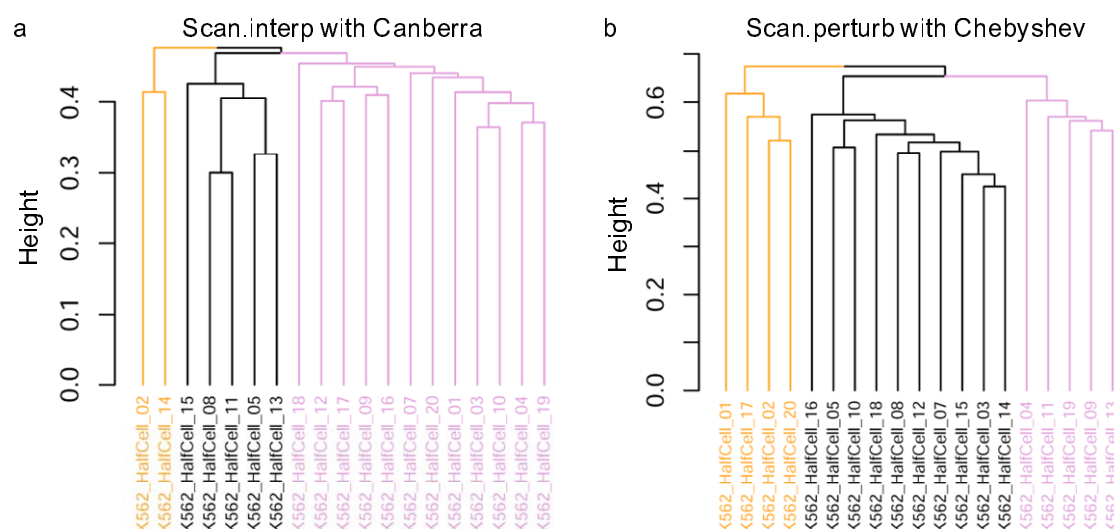 a
Scan.interp with Canberra
Height
0.0
0.1
0.2
0.3
0.4
K562_HalfCell_02
K562_HalfCell_14
K562_HalfCell_15
K562_HalfCell_08
K562_HalfCell_11
K562_HalfCell_05
K562_HalfCell_13
K562_HalfCell_18
K562_HalfCell_12
K562_HalfCell_17
K562_HalfCell_09
K562_HalfCell_16
K562_HalfCell_07
K562_HalfCell_20
K562_HalfCell_01
K562_HalfCell_03
K562_HalfCell_10
K562_HalfCell_04
K562_HalfCell_19
b
Scan.perturb with Chebyshev
Height
0.0
0.2
0.4
0.6
K562_HalfCell_01
K562_HalfCell_17
K562_HalfCell_02
K562_HalfCell_20
K562_HalfCell_16
K562_HalfCell_05
K562_HalfCell_10
K562_HalfCell_18
K562_HalfCell_08
K562_HalfCell_12
K562_HalfCell_07
K562_HalfCell_15
K562_HalfCell_03
K562_HalfCell_14
K562_HalfCell_04
K562_HalfCell_11
K562_HalfCell_19
K562_HalfCell_09
K562_HalfCell_13